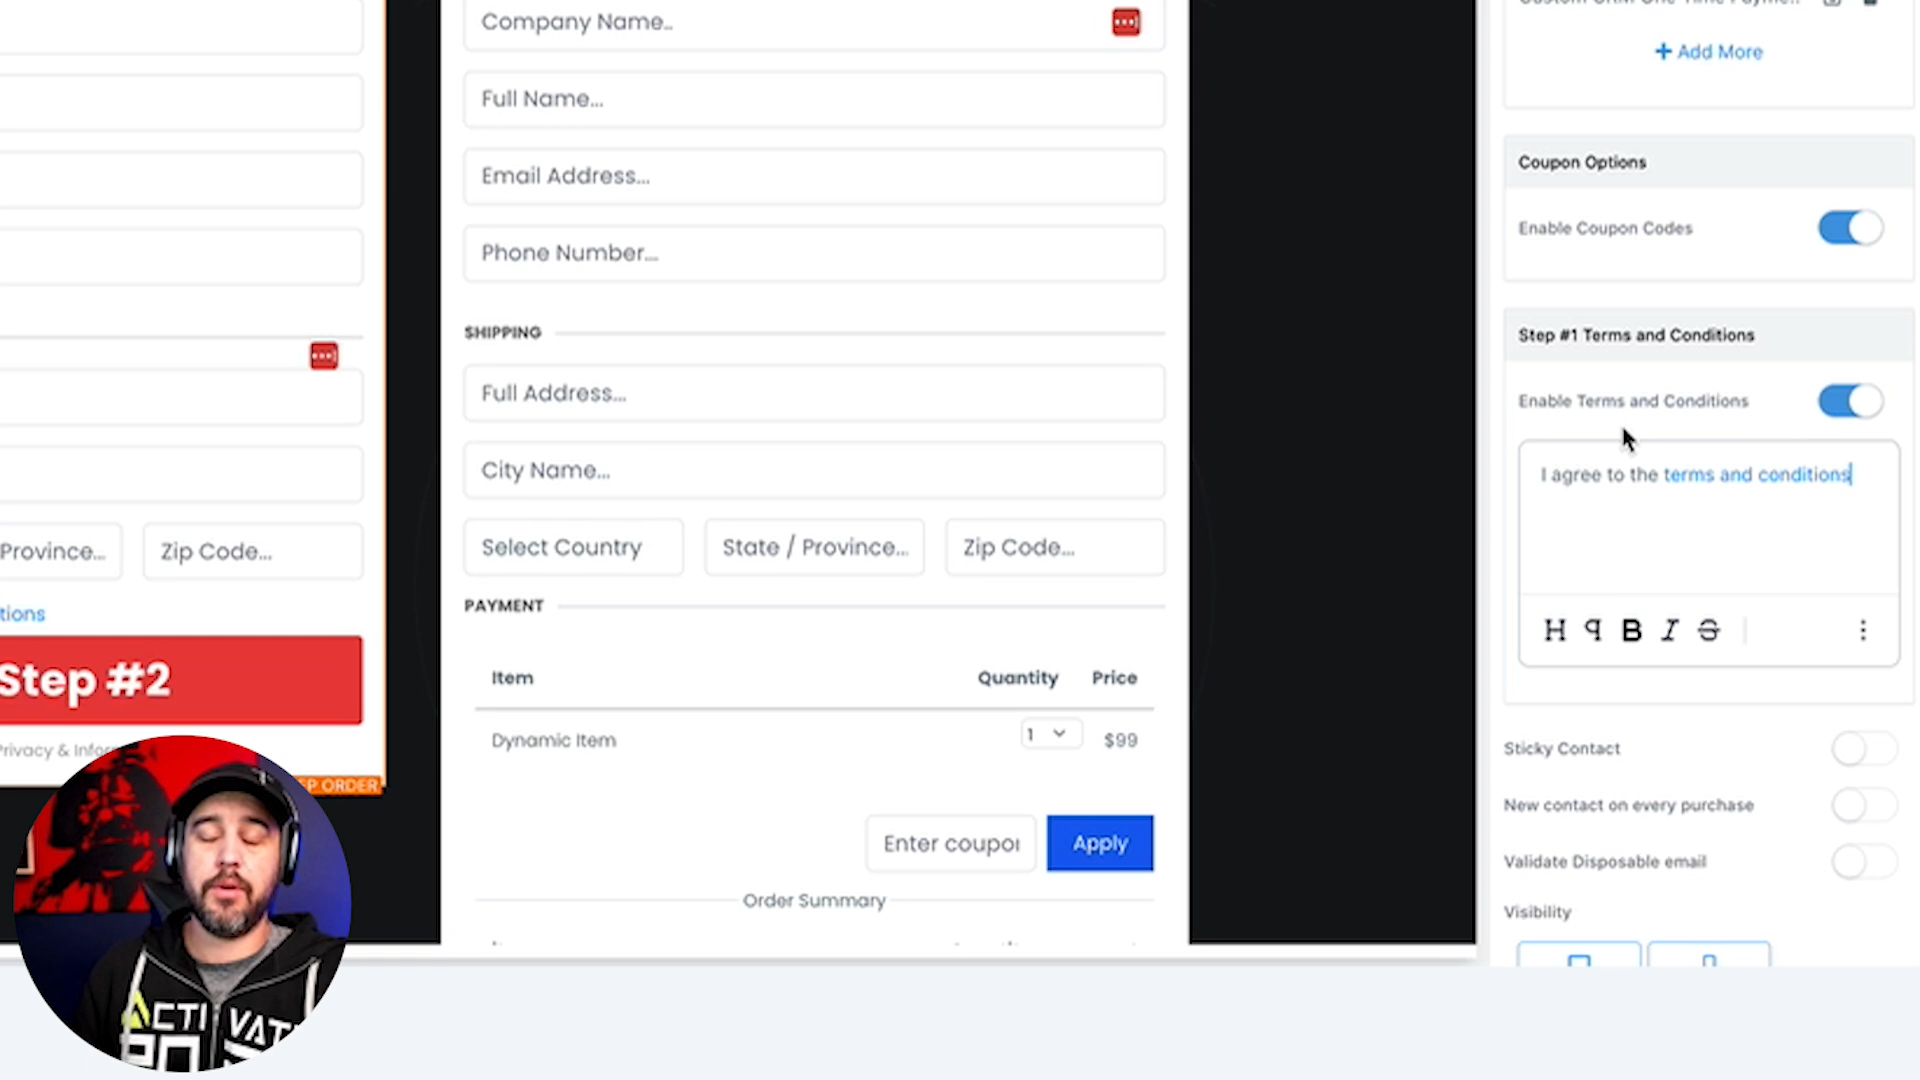 Company Name..
Full Name...
Email Address...
Phone Number...
SHIPPING
Full Address...
City Name...
Select Country
State / Province...
Zip Code...
PAYMENT
Item Quantity Price
Dynamic Item 1 $99
Enter coupo
Apply
Order Summary
Province...
Zip Code...
tions
Step #2
Privacy &
P ORDER
ACTIVAT
+ Add More
Coupon Options
Enable Coupon Codes
Step #1 Terms and Conditions
Enable Terms and Conditions
I agree to the terms and conditions
H B I S
Sticky Contact
New contact on every purchase
Validate Disposable email
Visibility